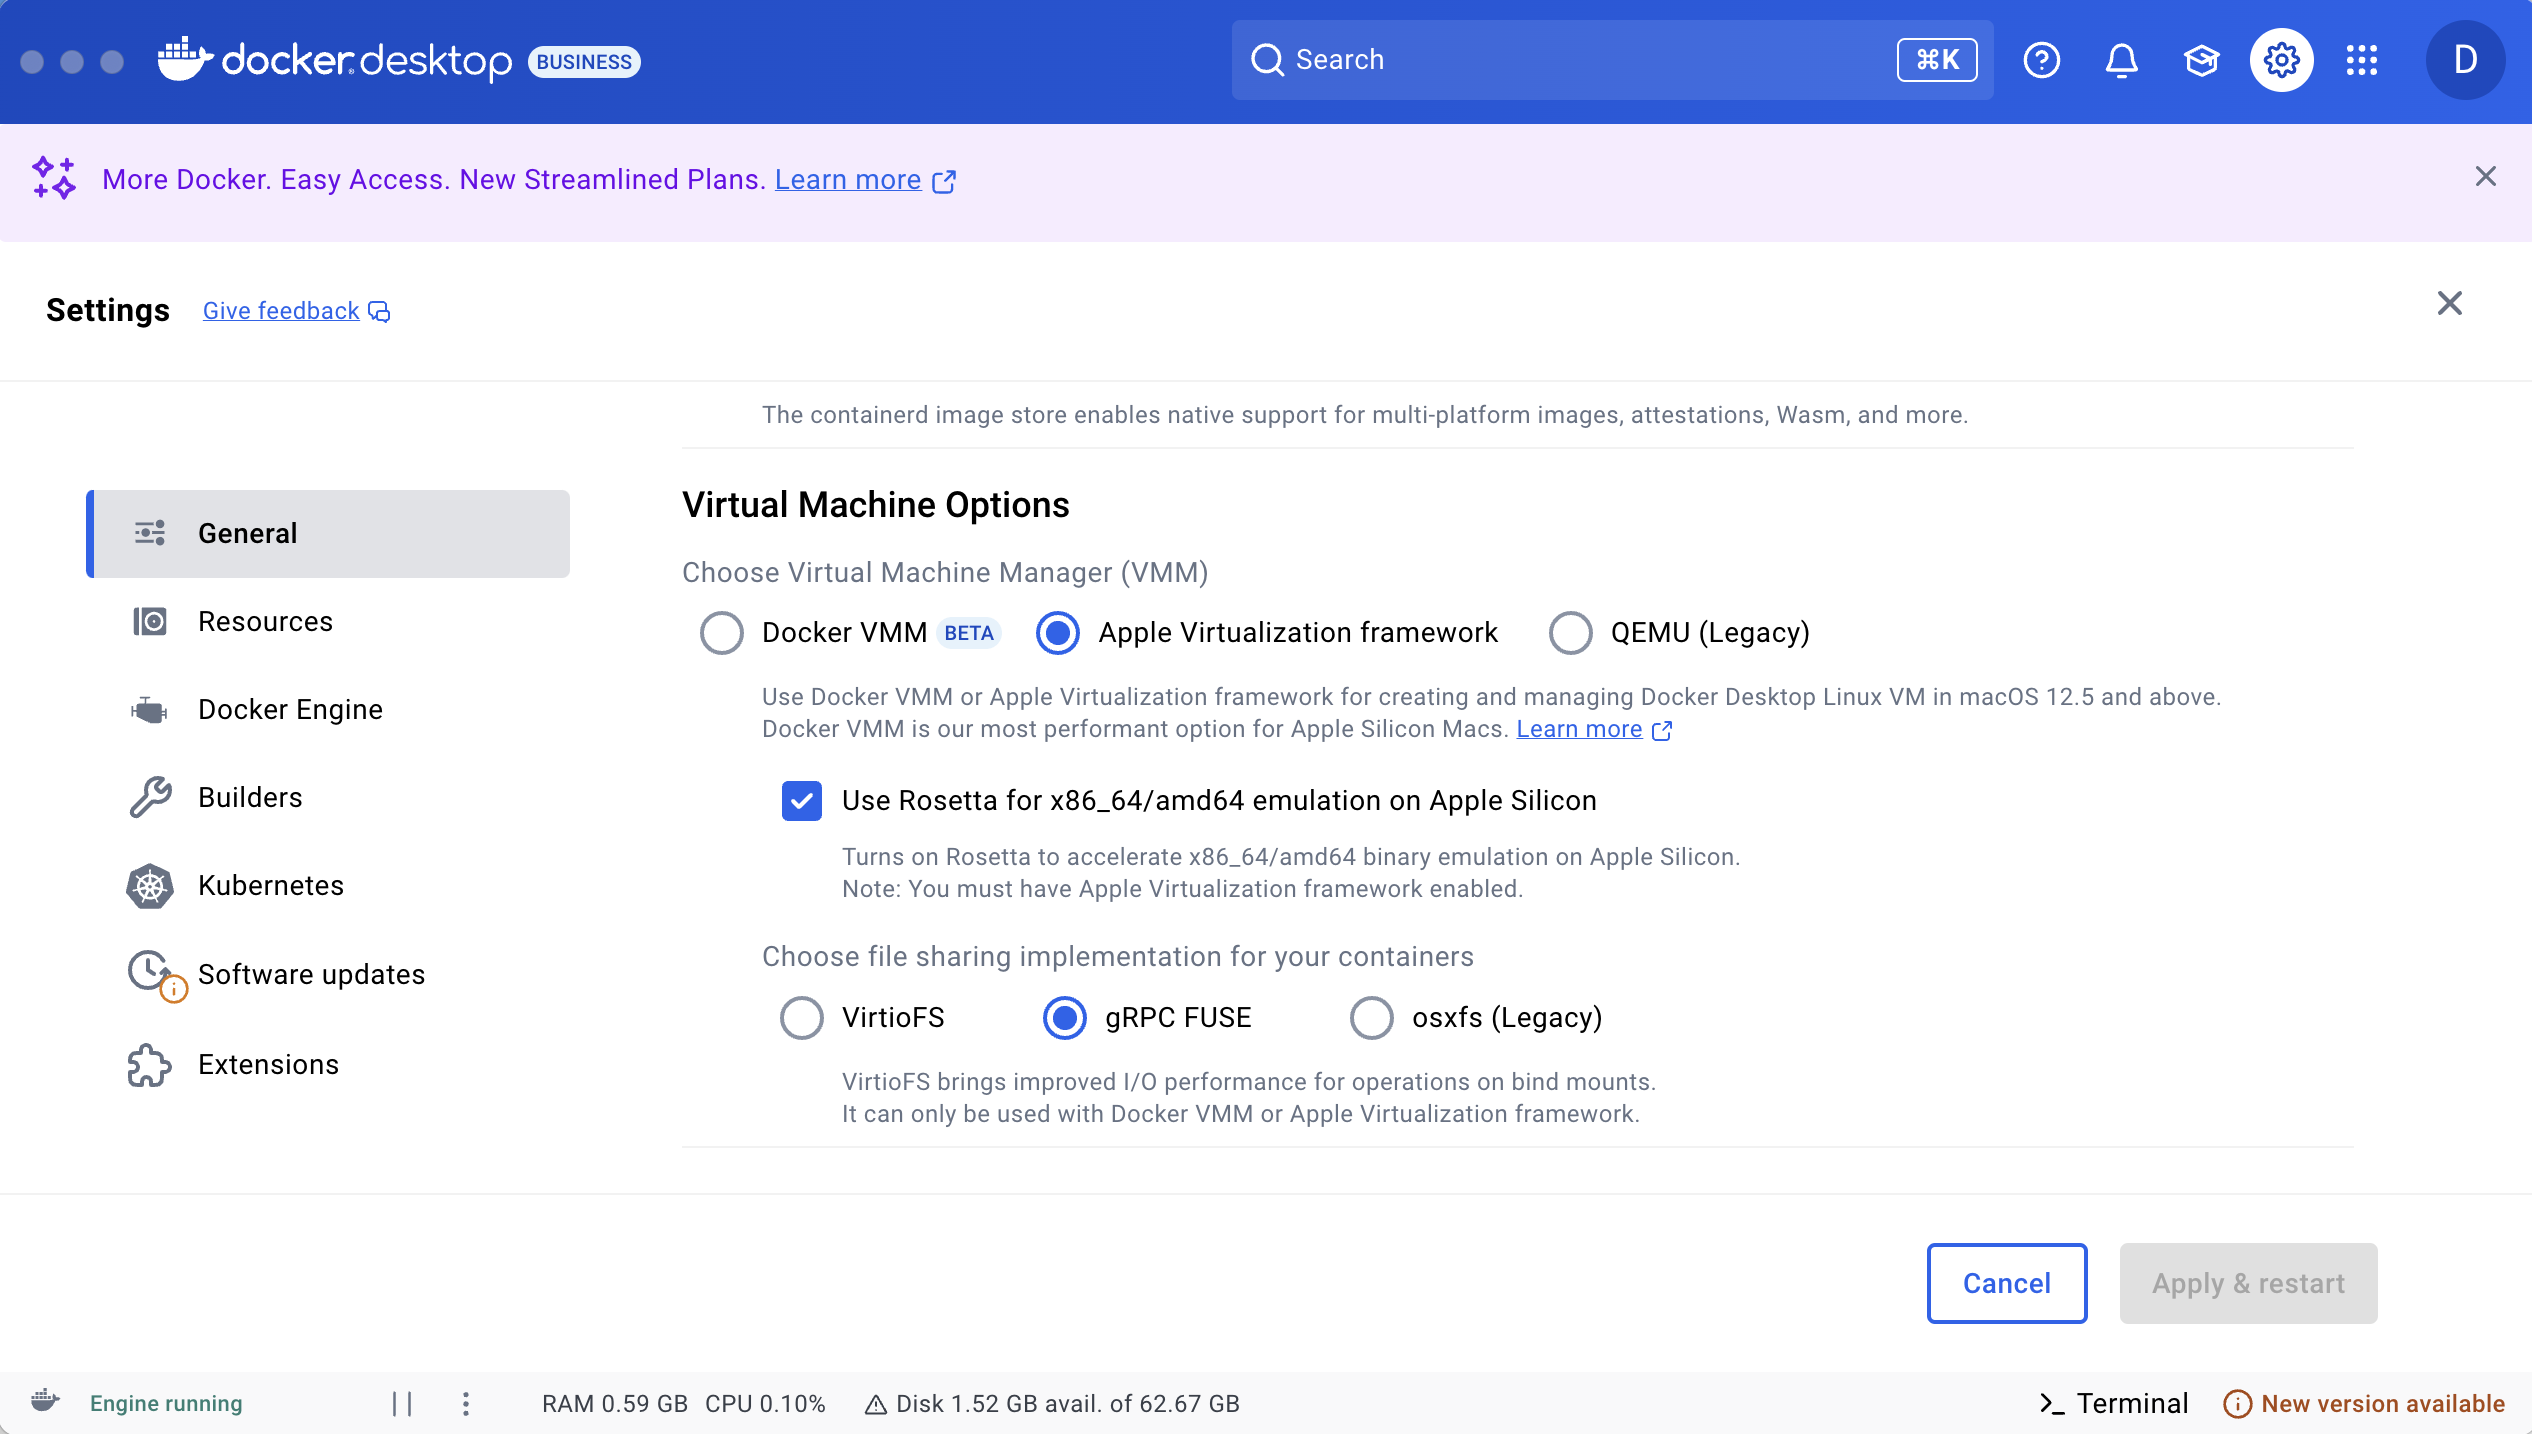 docker desktop BUSINESS
Search
⌘K
D
More Docker. Easy Access. New Streamlined Plans. Learn more
Settings
Give feedback
The containerd image store enables native support for multi-platform images, attestations, Wasm, and more.
General
Resources
Docker Engine
Builders
Kubernetes
Software updates
Extensions
Virtual Machine Options
Choose Virtual Machine Manager (VMM)
Docker VMM BETA
Apple Virtualization framework
QEMU (Legacy)
Use Docker VMM or Apple Virtualization framework for creating and managing Docker Desktop Linux VM in macOS 12.5 and above.
Docker VMM is our most performant option for Apple Silicon Macs. Learn more
Use Rosetta for x86_64/amd64 emulation on Apple Silicon
Turns on Rosetta to accelerate x86_64/amd64 binary emulation on Apple Silicon.
Note: You must have Apple Virtualization framework enabled.
Choose file sharing implementation for your containers
VirtioFS
gRPC FUSE
osxfs (Legacy)
VirtioFS brings improved I/O performance for operations on bind mounts.
It can only be used with Docker VMM or Apple Virtualization framework.
Cancel
Apply & restart
Engine running
RAM 0.59 GB CPU 0.10%
Disk 1.52 GB avail. of 62.67 GB
Terminal
New version available